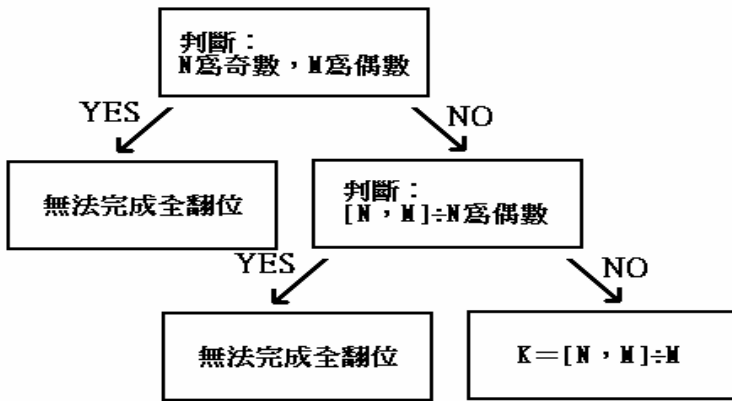 判斷：
N為奇數，M為偶數
YES
NO
無法完成全翻位
判斷：
[N，M]÷N為偶數
YES
NO
無法完成全翻位
K＝[N，M]÷M